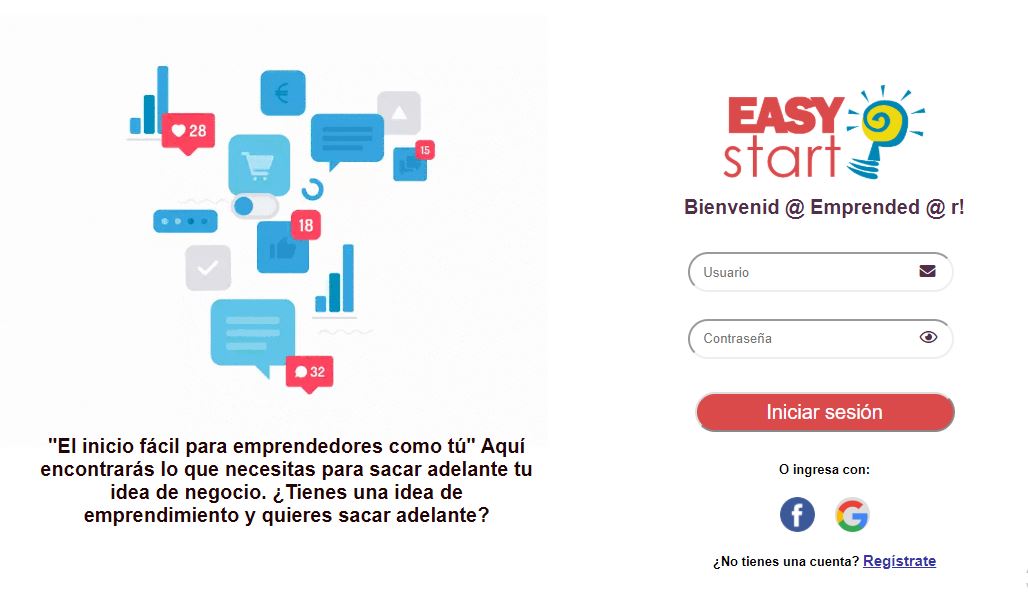 28
€
15
18
32
"El inicio fácil para emprendedores como tú" Aquí
encontrarás lo que necesitas para sacar adelante tu
idea de negocio. ¿Tienes una idea de
emprendimiento y quieres sacar adelante?
EASY
start
Bienvenid @ Emprended @ r!
Usuario
Contraseña
Iniciar sesión
O ingresa con:
f
G
¿No tienes una cuenta? Regístrate